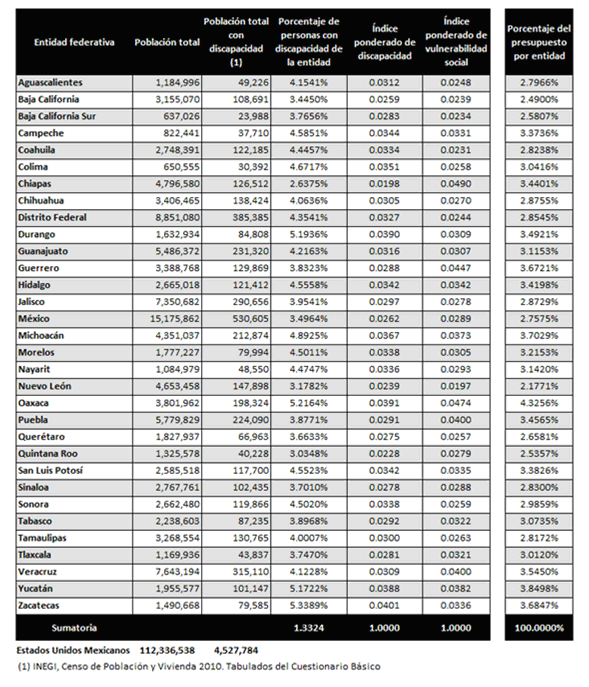 Entidad federativa Población total Población total con discapacidad (1) Porcentaje de personas con discapacidad de la entidad Índice ponderado de discapacidad Índice ponderado de vulnerabilidad social Porcentaje del presupuesto por entidad
Aguascalientes 1,184,996 49,226 4.1541% 0.0312 0.0248 2.7966%
Baja California 3,155,070 108,691 3.4450% 0.0259 0.0239 2.4900%
Baja California Sur 637,026 23,988 3.7656% 0.0283 0.0234 2.5807%
Campeche 822,441 37,710 4.5851% 0.0344 0.0331 3.3736%
Coahuila 2,748,391 122,185 4.4457% 0.0334 0.0231 2.8238%
Colima 650,555 30,392 4.6717% 0.0351 0.0258 3.0416%
Chiapas 4,796,580 126,512 2.6375% 0.0198 0.0490 3.4401%
Chihuahua 3,406,465 138,424 4.0636% 0.0305 0.0270 2.8755%
Distrito Federal 8,851,080 385,385 4.3541% 0.0327 0.0244 2.8545%
Durango 1,632,934 84,808 5.1936% 0.0390 0.0309 3.4921%
Guanajuato 5,486,372 231,320 4.2163% 0.0316 0.0307 3.1153%
Guerrero 3,388,768 129,869 3.8323% 0.0288 0.0447 3.6721%
Hidalgo 2,665,018 121,412 4.5558% 0.0342 0.0342 3.4198%
Jalisco 7,350,682 290,656 3.9541% 0.0297 0.0278 2.8729%
México 15,175,862 530,605 3.4964% 0.0262 0.0289 2.7575%
Michoacán 4,351,037 212,874 4.8925% 0.0367 0.0373 3.7029%
Morelos 1,777,227 79,994 4.5011% 0.0338 0.0305 3.2153%
Nayarit 1,084,979 48,550 4.4747% 0.0336 0.0293 3.1420%
Nuevo León 4,653,458 147,898 3.1782% 0.0239 0.0197 2.1771%
Oaxaca 3,801,962 198,324 5.2164% 0.0391 0.0474 4.3256%
Puebla 5,779,829 224,090 3.8771% 0.0291 0.0400 3.4565%
Querétaro 1,827,937 66,963 3.6633% 0.0275 0.0257 2.6581%
Quintana Roo 1,325,578 40,228 3.0348% 0.0228 0.0279 2.5357%
San Luis Potosí 2,585,518 117,700 4.5523% 0.0342 0.0335 3.3826%
Sinaloa 2,767,761 102,435 3.7010% 0.0278 0.0288 2.8300%
Sonora 2,662,480 119,866 4.5020% 0.0338 0.0259 2.9859%
Tabasco 2,238,603 87,235 3.8968% 0.0292 0.0322 3.0735%
Tamaulipas 3,268,554 130,765 4.0007% 0.0300 0.0263 2.8172%
Tlaxcala 1,169,936 43,837 3.7470% 0.0281 0.0321 3.0120%
Veracruz 7,643,194 315,110 4.1228% 0.0309 0.0400 3.5450%
Yucatán 1,955,577 101,147 5.1722% 0.0388 0.0382 3.8498%
Zacatecas 1,490,668 79,585 5.3389% 0.0401 0.0336 3.6847%
Sumatoria 1.3324 1.0000 1.0000 100.0000%
Estados Unidos Mexicanos 112,336,538 4,527,784
(1) INEGI, Censo de Población y Vivienda 2010. Tabulados del Cuestionario Básico